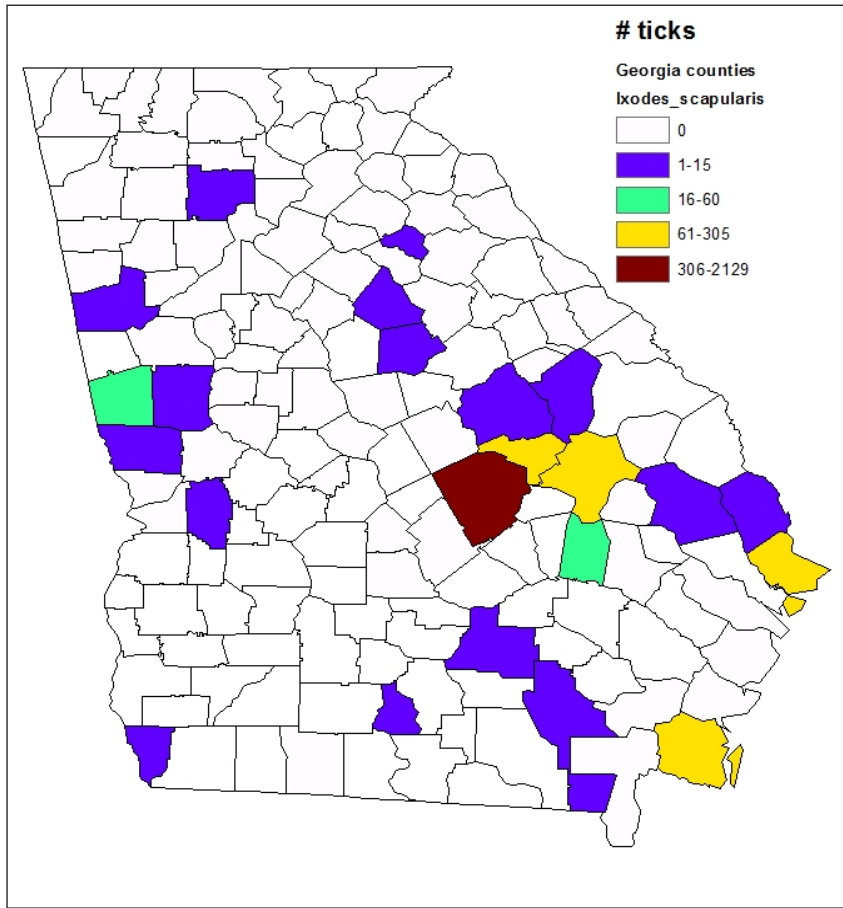 # ticks
Georgia counties
Ixodes_scapularis
0
1-15
16-60
61-305
306-2129